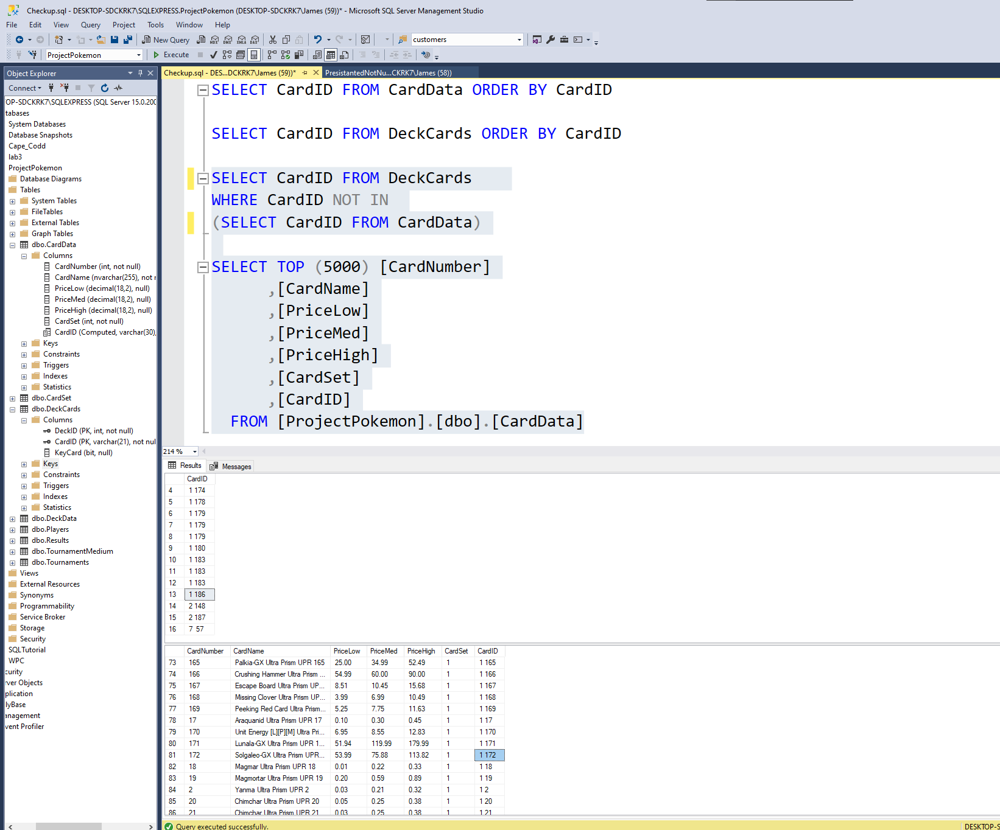 Checkup.sql - DESKTOP-SDCKRK7\SQLEXPRESS.ProjectPokemon (DESKTOP-SDCKRK7\James (59))* - Microsoft SQL Server Management Studio
File Edit View Query Project Tools Window Help
New Query MDX DMX XMLA DAX customers
ProjectPokemon Execute
Object Explorer
Connect
OP-SDCKRK7\SQLEXPRESS (SQL Server 15.0.200
tabases
System Databases
Database Snapshots
Cape_Codd
lab3
ProjectPokemon
Database Diagrams
Tables
System Tables
FileTables
External Tables
Graph Tables
dbo.CardData
Columns
CardNumber (int, not null)
CardName (nvarchar(255), not r
PriceLow (decimal(18,2), null)
PriceMed (decimal(18,2), null)
PriceHigh (decimal(18,2), null)
CardSet (int, not null)
CardID (Computed, varchar(30),
Keys
Constraints
Triggers
Indexes
Statistics
dbo.CardSet
dbo.DeckCards
Columns
DeckID (PK, int, not null)
CardID (PK, varchar(21), not nul
KeyCard (bit, null)
Keys
Constraints
Triggers
Indexes
Statistics
dbo.DeckData
dbo.Players
dbo.Results
dbo.TournamentMedium
dbo.Tournaments
Views
External Resources
Synonyms
Programmability
Service Broker
Storage
Security
SQLTutorial
WPC
curity
rver Objects
plication
lyBase
anagement
vent Profiler
Checkup.sql - DES...DCKRK7\James (59))* PresistantedNotNu...CKRK7\James (58))
SELECT CardID FROM CardData ORDER BY CardID
SELECT CardID FROM DeckCards ORDER BY CardID
SELECT CardID FROM DeckCards
WHERE CardID NOT IN
(SELECT CardID FROM CardData)
SELECT TOP (5000) [CardNumber]
,[CardName]
,[PriceLow]
,[PriceMed]
,[PriceHigh]
,[CardSet]
,[CardID]
FROM [ProjectPokemon].[dbo].[CardData]
214 %
Results Messages
CardID
4 1 174
5 1 178
6 1 179
7 1 179
8 1 179
9 1 180
10 1 183
11 1 183
12 1 183
13 1 186
14 2 148
15 2 187
16 7 57
CardNumber CardName PriceLow PriceMed PriceHigh CardSet CardID
73 165 Palkia-GX Ultra Prism UPR 165 25.00 34.99 52.49 1 1 165
74 166 Crushing Hammer Ultra Prism ... 54.99 60.00 90.00 1 1 166
75 167 Escape Board Ultra Prism UP... 8.51 10.45 15.68 1 1 167
76 168 Missing Clover Ultra Prism UP... 3.99 6.99 10.49 1 1 168
77 169 Peeking Red Card Ultra Prism... 5.25 7.75 11.63 1 1 169
78 17 Araquanid Ultra Prism UPR 17 0.10 0.30 0.45 1 1 17
79 170 Unit Energy [L][P][M] Ultra Pri... 6.95 8.55 12.83 1 1 170
80 171 Lunala-GX Ultra Prism UPR 1... 51.94 119.99 179.99 1 1 171
81 172 Solgaleo-GX Ultra Prism UPR... 53.99 75.88 113.82 1 1 172
82 18 Magmar Ultra Prism UPR 18 0.01 0.22 0.33 1 1 18
83 19 Magmortar Ultra Prism UPR 19 0.20 0.59 0.89 1 1 19
84 2 Yanma Ultra Prism UPR 2 0.03 0.21 0.32 1 1 2
85 20 Chimchar Ultra Prism UPR 20 0.05 0.25 0.38 1 1 20
86 21 Chimchar Ultra Prism UPR 21 0.03 0.25 0.38 1 1 21
Query executed successfully. DESKTOP-S